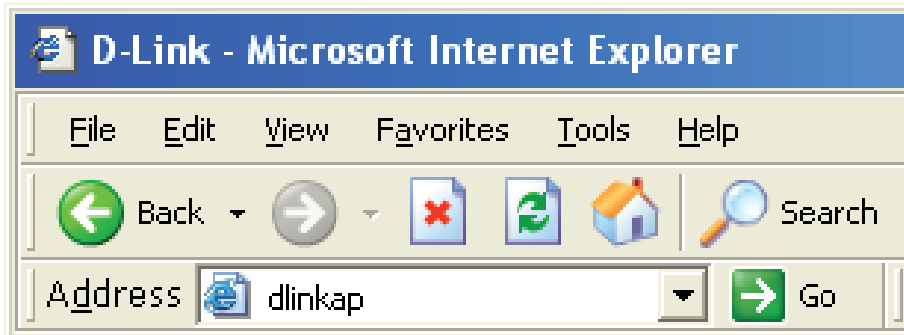 D-Link - Microsoft Internet Explorer
File Edit View Favorites Tools Help
Back Search
Address dlinkap Go